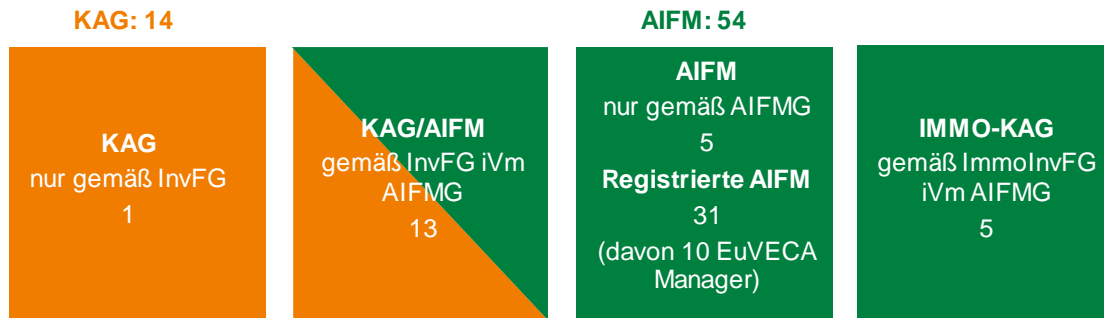 KAG: 14
AIFM: 54
KAG
nur gemäß InvFG
1
KAG/AIFM
gemäß InvFG iVm
AIFMG
13
AIFM
nur gemäß AIFMG
5
Registrierte AIFM
31
(davon 10 EuVECA
Manager)
IMMO-KAG
gemäß ImmoInvFG
iVm AIFMG
5